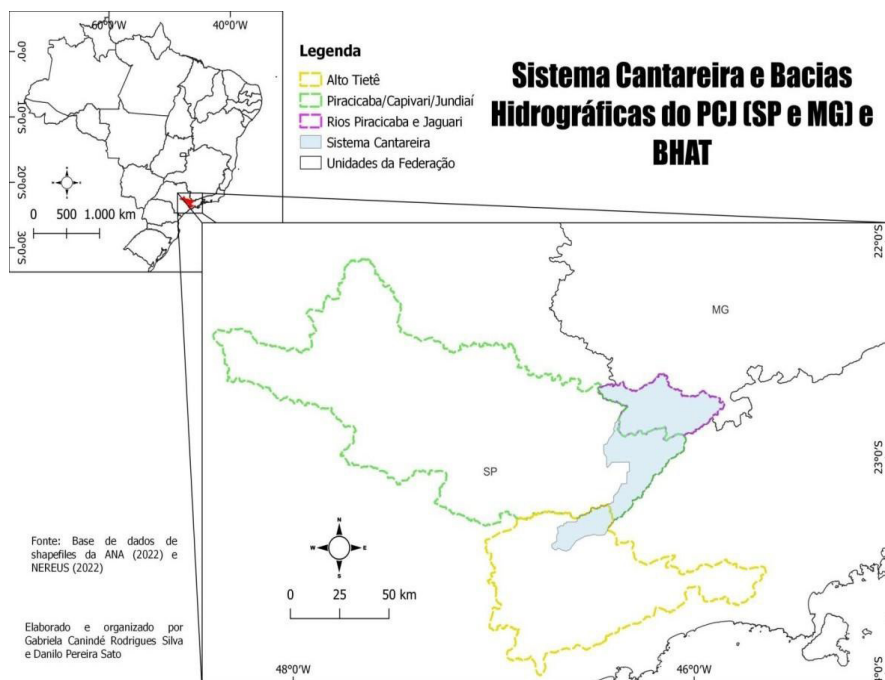 Sistema Cantareira e Bacias
Hidrográficas do PCJ (SP e MG) e
BHAT
60°0'W
40°0'W
0°0'
10°0'S
20°0'S
30°0'S
0 500 1.000 km
Legenda
Alto Tietê
Piracicaba/Capivari/Jundiaí
Rios Piracicaba e Jaguari
Sistema Cantareira
Unidades da Federação
22°0'S
MG
23°0'S
SP
N
W E
S
0 25 50 km
48°0'W
46°0'W
Fonte: Base de dados de
shapefiles da ANA (2022) e
NEREUS (2022)
Elaborado e organizado por
Gabriela Canindé Rodrigues Silva
e Danilo Pereira Sato